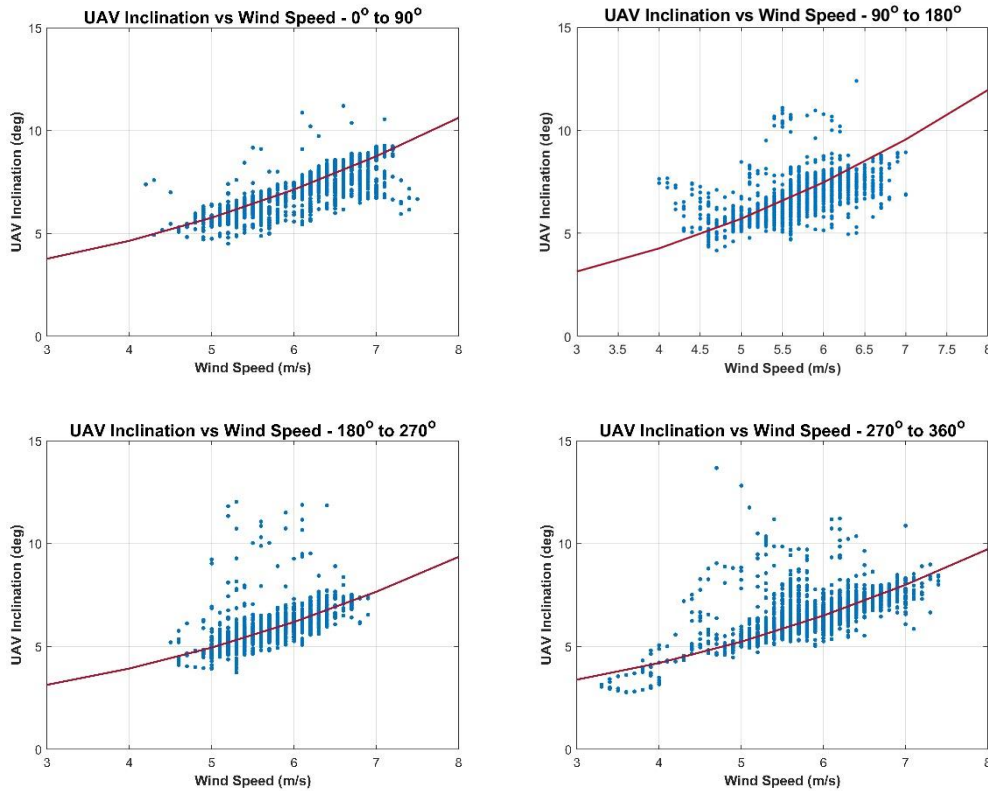 UAV Inclination vs Wind Speed - 0° to 90°
15
10
5
0
UAV Inclination (deg)
3 4 5 6 7 8
Wind Speed (m/s)
UAV Inclination vs Wind Speed - 90° to 180°
15
10
5
0
UAV Inclination (deg)
3 3.5 4 4.5 5 5.5 6 6.5 7 7.5 8
Wind Speed (m/s)
UAV Inclination vs Wind Speed - 180° to 270°
15
10
5
0
UAV Inclination (deg)
3 4 5 6 7 8
Wind Speed (m/s)
UAV Inclination vs Wind Speed - 270° to 360°
15
10
5
0
UAV Inclination (deg)
3 4 5 6 7 8
Wind Speed (m/s)